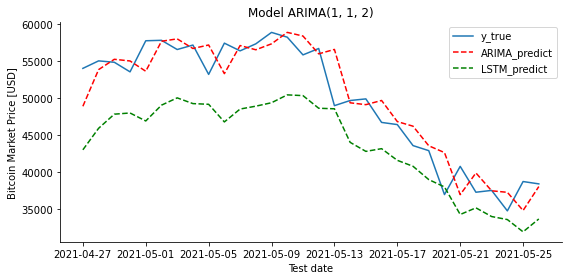 Model ARIMA(1, 1, 2)
y_true
ARIMA_predict
LSTM_predict
Bitcoin Market Price [USD]
60000
55000
50000
45000
40000
35000
2021-04-27 2021-05-01 2021-05-05 2021-05-09 2021-05-13 2021-05-17 2021-05-21 2021-05-25
Test date